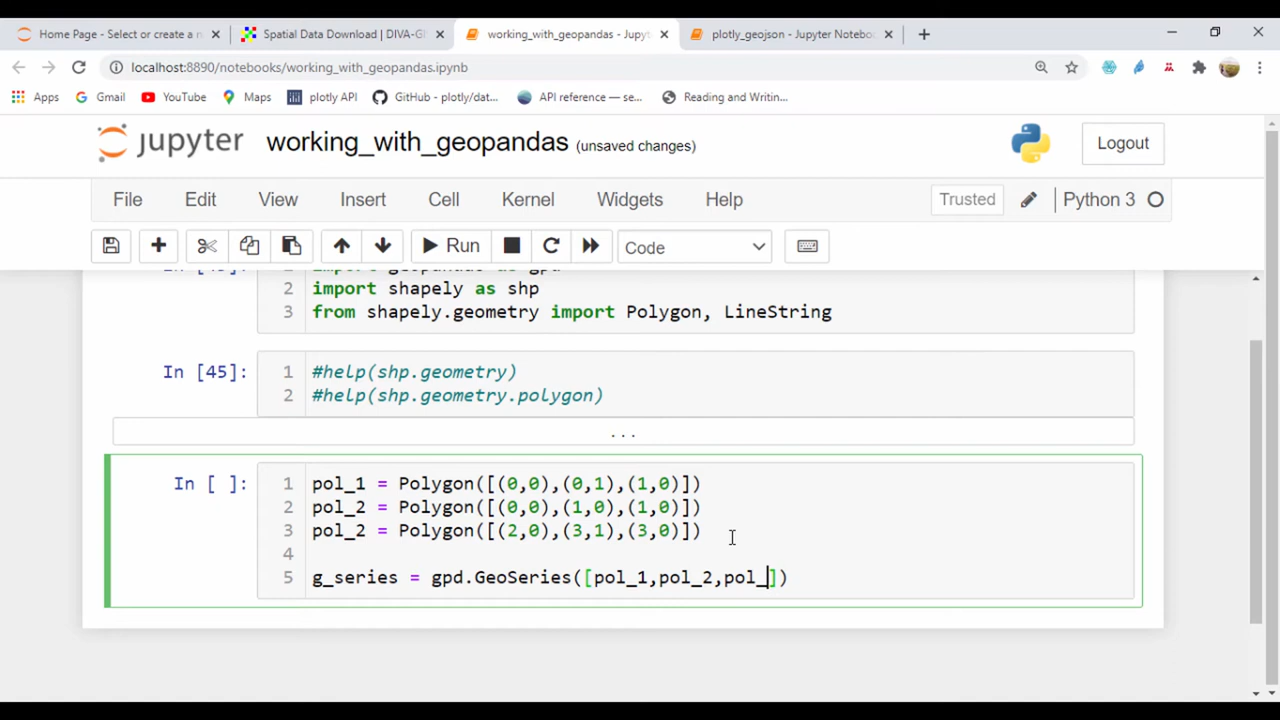 Home Page - Select or create a n
Spatial Data Download | DIVA-GI
working_with_geopandas - Jupyt
plotly_geojson - Jupyter Noteboo
localhost:8890/notebooks/working_with_geopandas.ipynb
Apps Gmail YouTube Maps plotly API GitHub - plotly/dat... API reference — se... Reading and Writin...
jupyter working_with_geopandas (unsaved changes) Logout
File Edit View Insert Cell Kernel Widgets Help Trusted Python 3
Run Code
import geopandas as gpd
2 import shapely as shp
3 from shapely.geometry import Polygon, LineString
In [45]: 1 #help(shp.geometry)
2 #help(shp.geometry.polygon)
...
In [ ]: 1 pol_1 = Polygon([(0,0),(0,1),(1,0)])
2 pol_2 = Polygon([(0,0),(1,0),(1,0)])
3 pol_2 = Polygon([(2,0),(3,1),(3,0)])
4
5 g_series = gpd.GeoSeries([pol_1,pol_2,pol_])